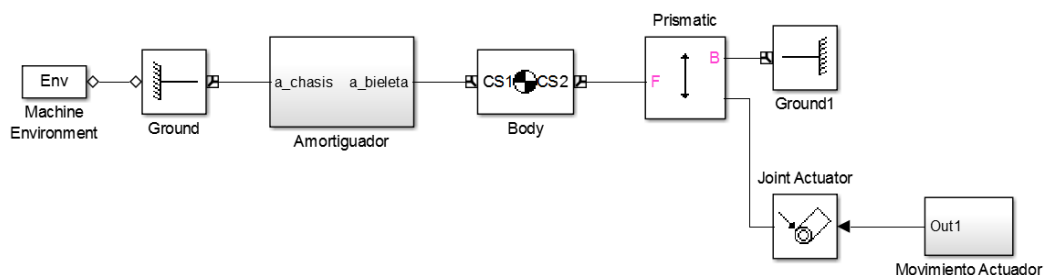 Prismatic
Env
Machine
Environment
Ground
a_chasis a_bieleta
Amortiguador
CS1 CS2
Body
B
F
Ground1
Joint Actuator
Out1
Movimiento Actuador